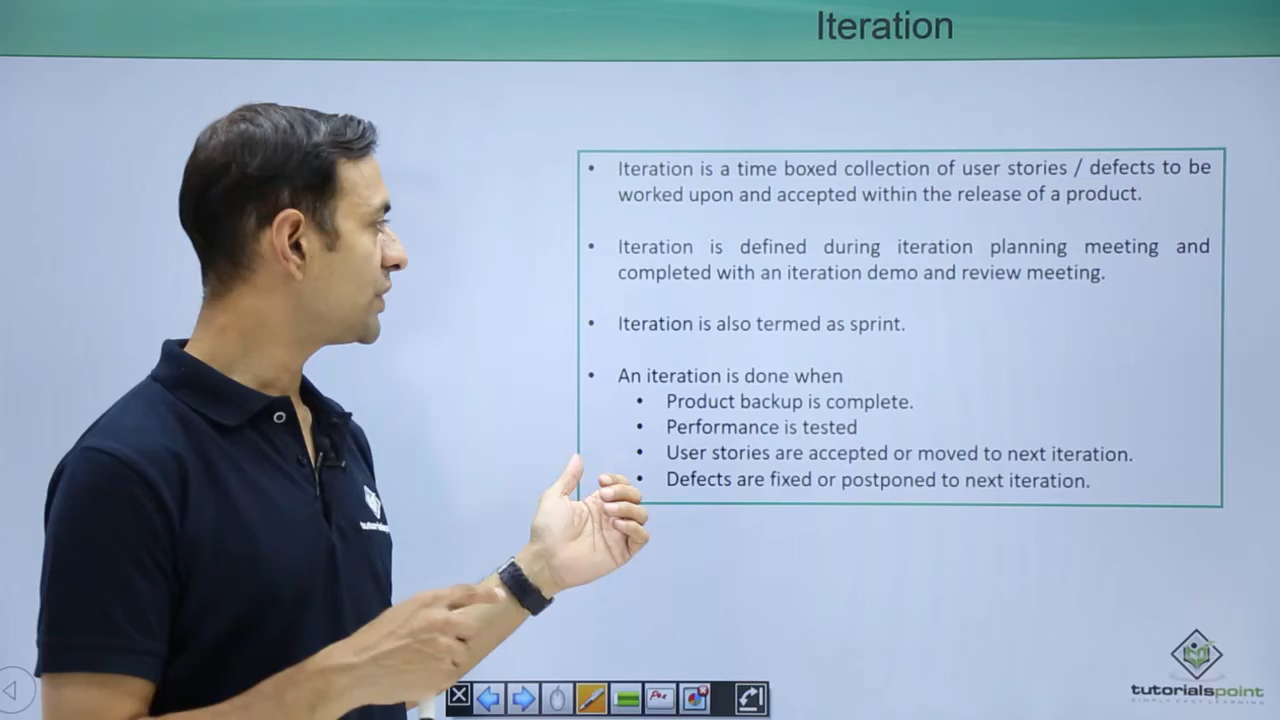 Iteration
• Iteration is a time boxed collection of user stories / defects to be
worked upon and accepted within the release of a product.
• Iteration is defined during iteration planning meeting and
completed with an iteration demo and review meeting.
• Iteration is also termed as sprint.
• An iteration is done when
• Product backup is complete.
• Performance is tested
• User stories are accepted or moved to next iteration.
• Defects are fixed or postponed to next iteration.
Pen
tutorialspoint
SIMPLY EASY LEARNING